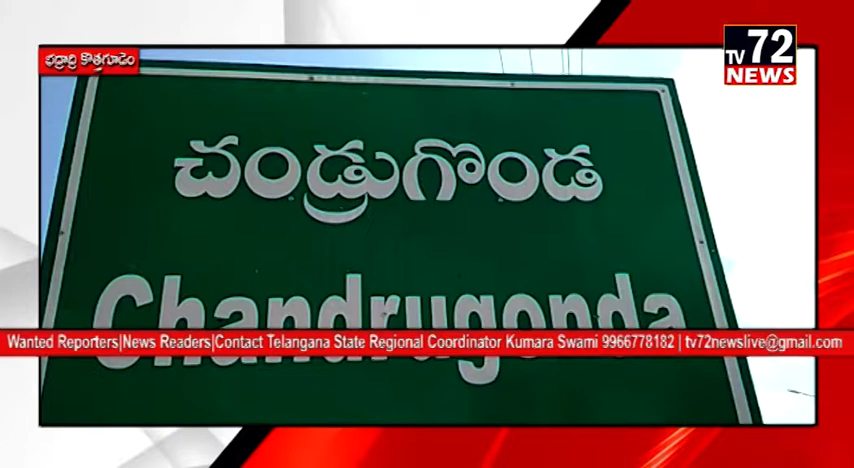 భద్రాద్రి కొత్తగూడెం
TV 72
NEWS
చండ్రుగొండ
Chandrugonda
Wanted Reporters|News Readers|Contact Telangana State Regional Coordinator Kumara Swami 9966778182 | tv72newslive@gmail.com